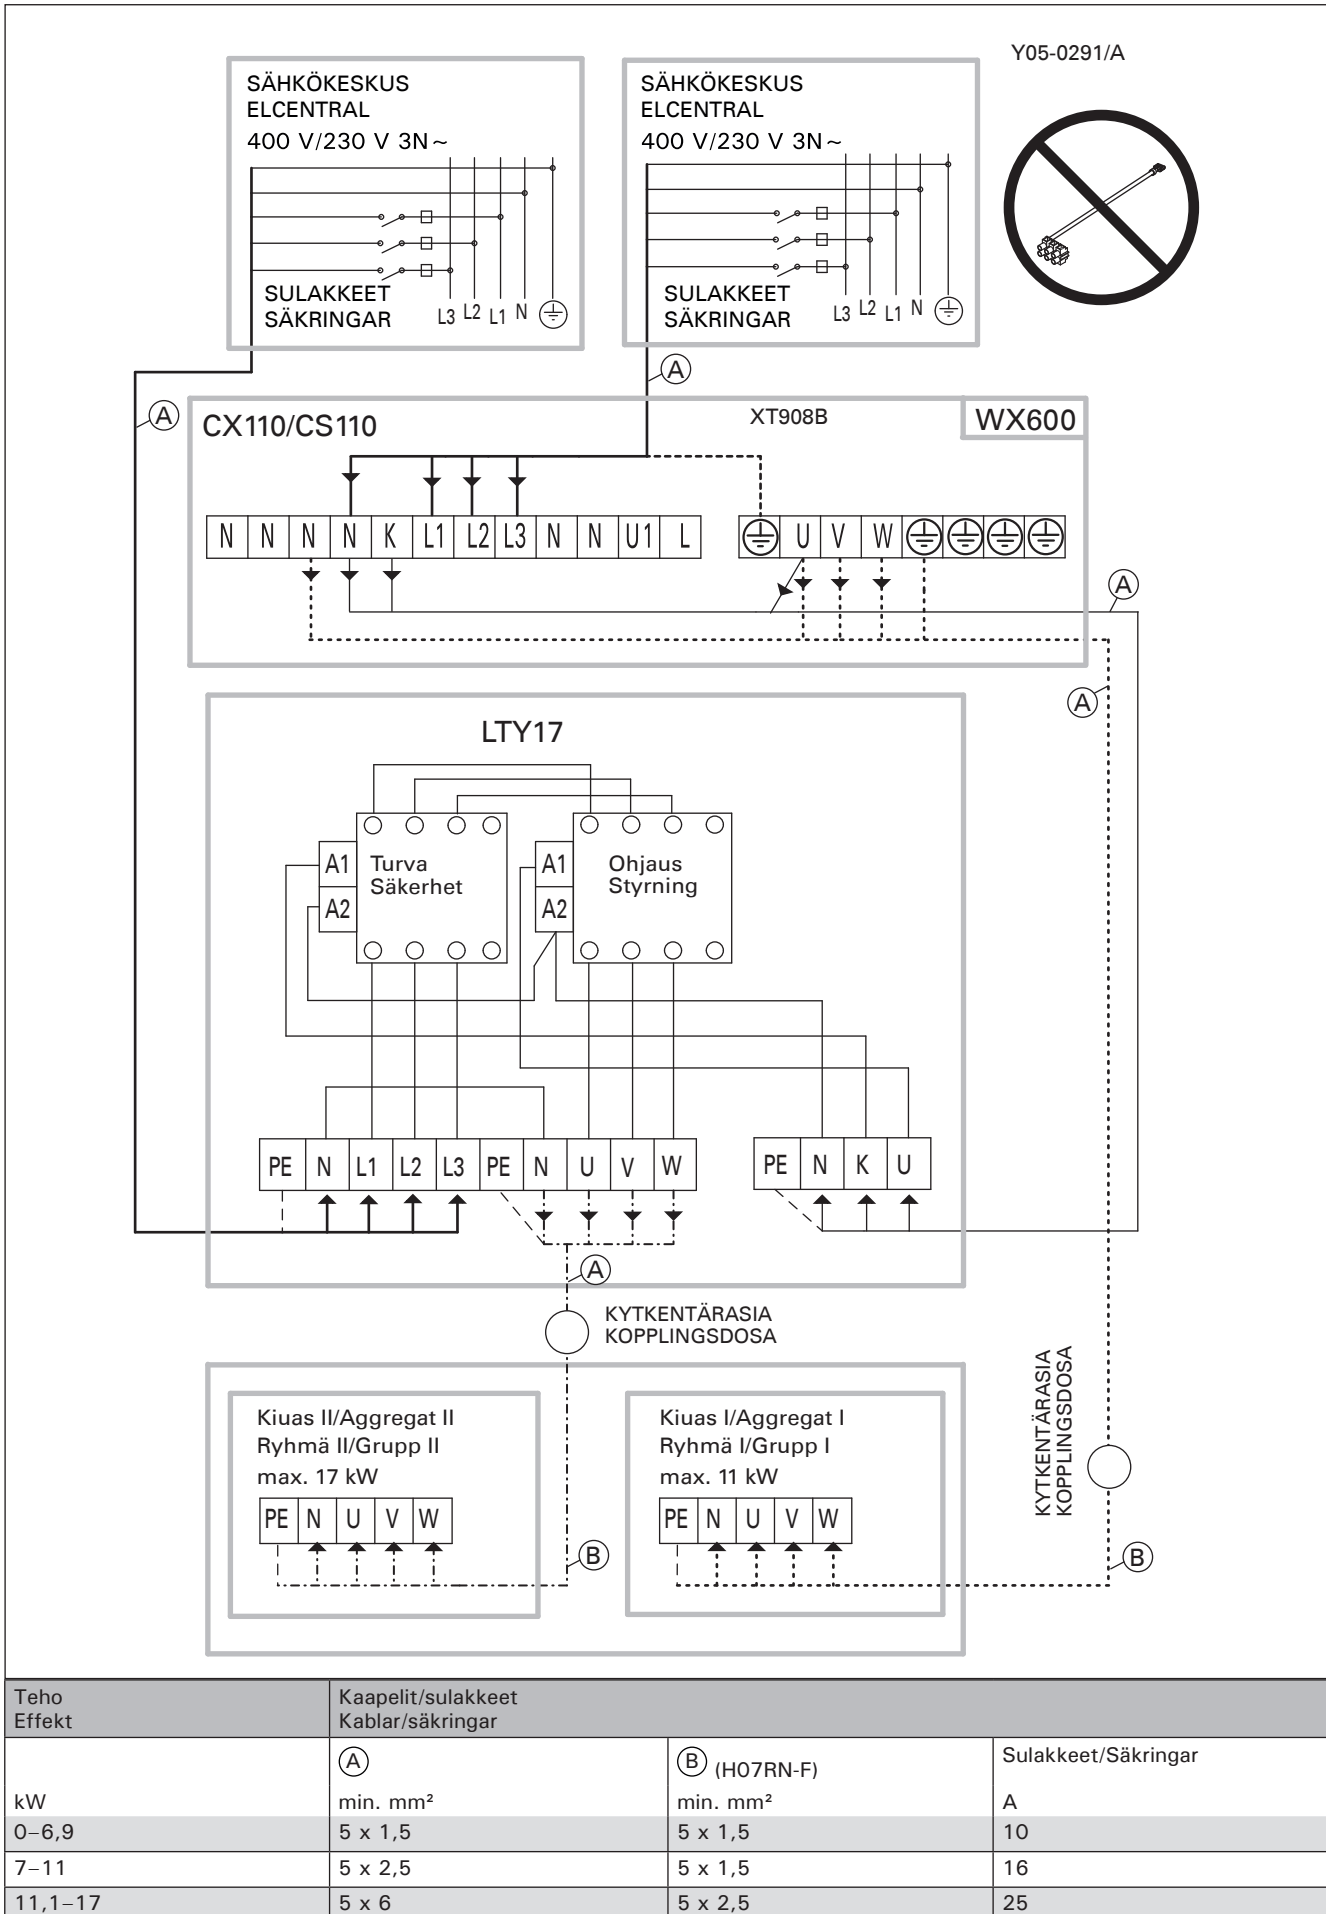 Y05-0291/A
SÄHKÖKESKUS
ELCENTRAL
400 V/230 V 3N~
SULAKKEET
SÄKRINGAR
L3 L2 L1 N
SÄHKÖKESKUS
ELCENTRAL
400 V/230 V 3N~
SULAKKEET
SÄKRINGAR
L3 L2 L1 N
A
A
CX110/CS110
XT908B
WX600
N N N N K L1 L2 L3 N N U1 L
U V W
A
A
LTY17
A1
A2
Turva
Säkerhet
A1
A2
Ohjaus
Styrning
PE N L1 L2 L3 PE N U V W
PE N K U
A
KYTKENTÄRASIA
KOPPLINGSDOSA
KYTKENTÄRASIA
KOPPLINGSDOSA
Kiuas II/Aggregat II
Ryhmä II/Grupp II
max. 17 kW
PE N U V W
B
Kiuas I/Aggregat I
Ryhmä I/Grupp I
max. 11 kW
PE N U V W
B
Teho
Effekt
Kaapelit/sulakkeet
Kablar/säkringar
A
B (H07RN-F)
Sulakkeet/Säkringar
kW min. mm² min. mm² A
0–6,9 5 x 1,5 5 x 1,5 10
7–11 5 x 2,5 5 x 1,5 16
11,1–17 5 x 6 5 x 2,5 25